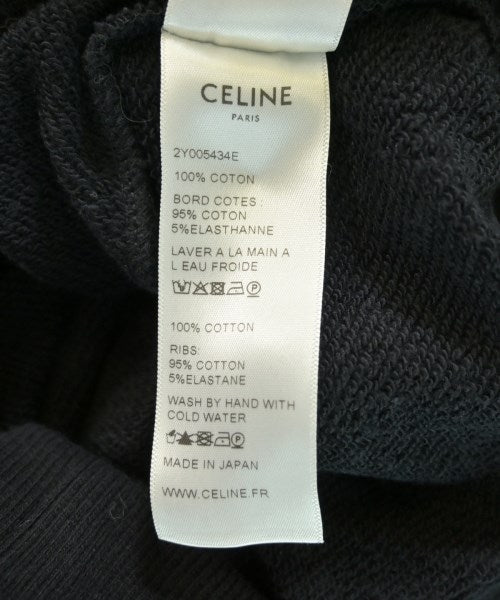 CELINE
PARIS
2Y005434E
100% COTON
BORD COTES :
95% COTON
5%ELASTHANNE
LAVER A LA MAIN A
L EAU FROIDE
100% COTTON
RIBS:
95% COTTON
5%ELASTANE
WASH BY HAND WITH
COLD WATER
MADE IN JAPAN
WWW.CELINE.FR